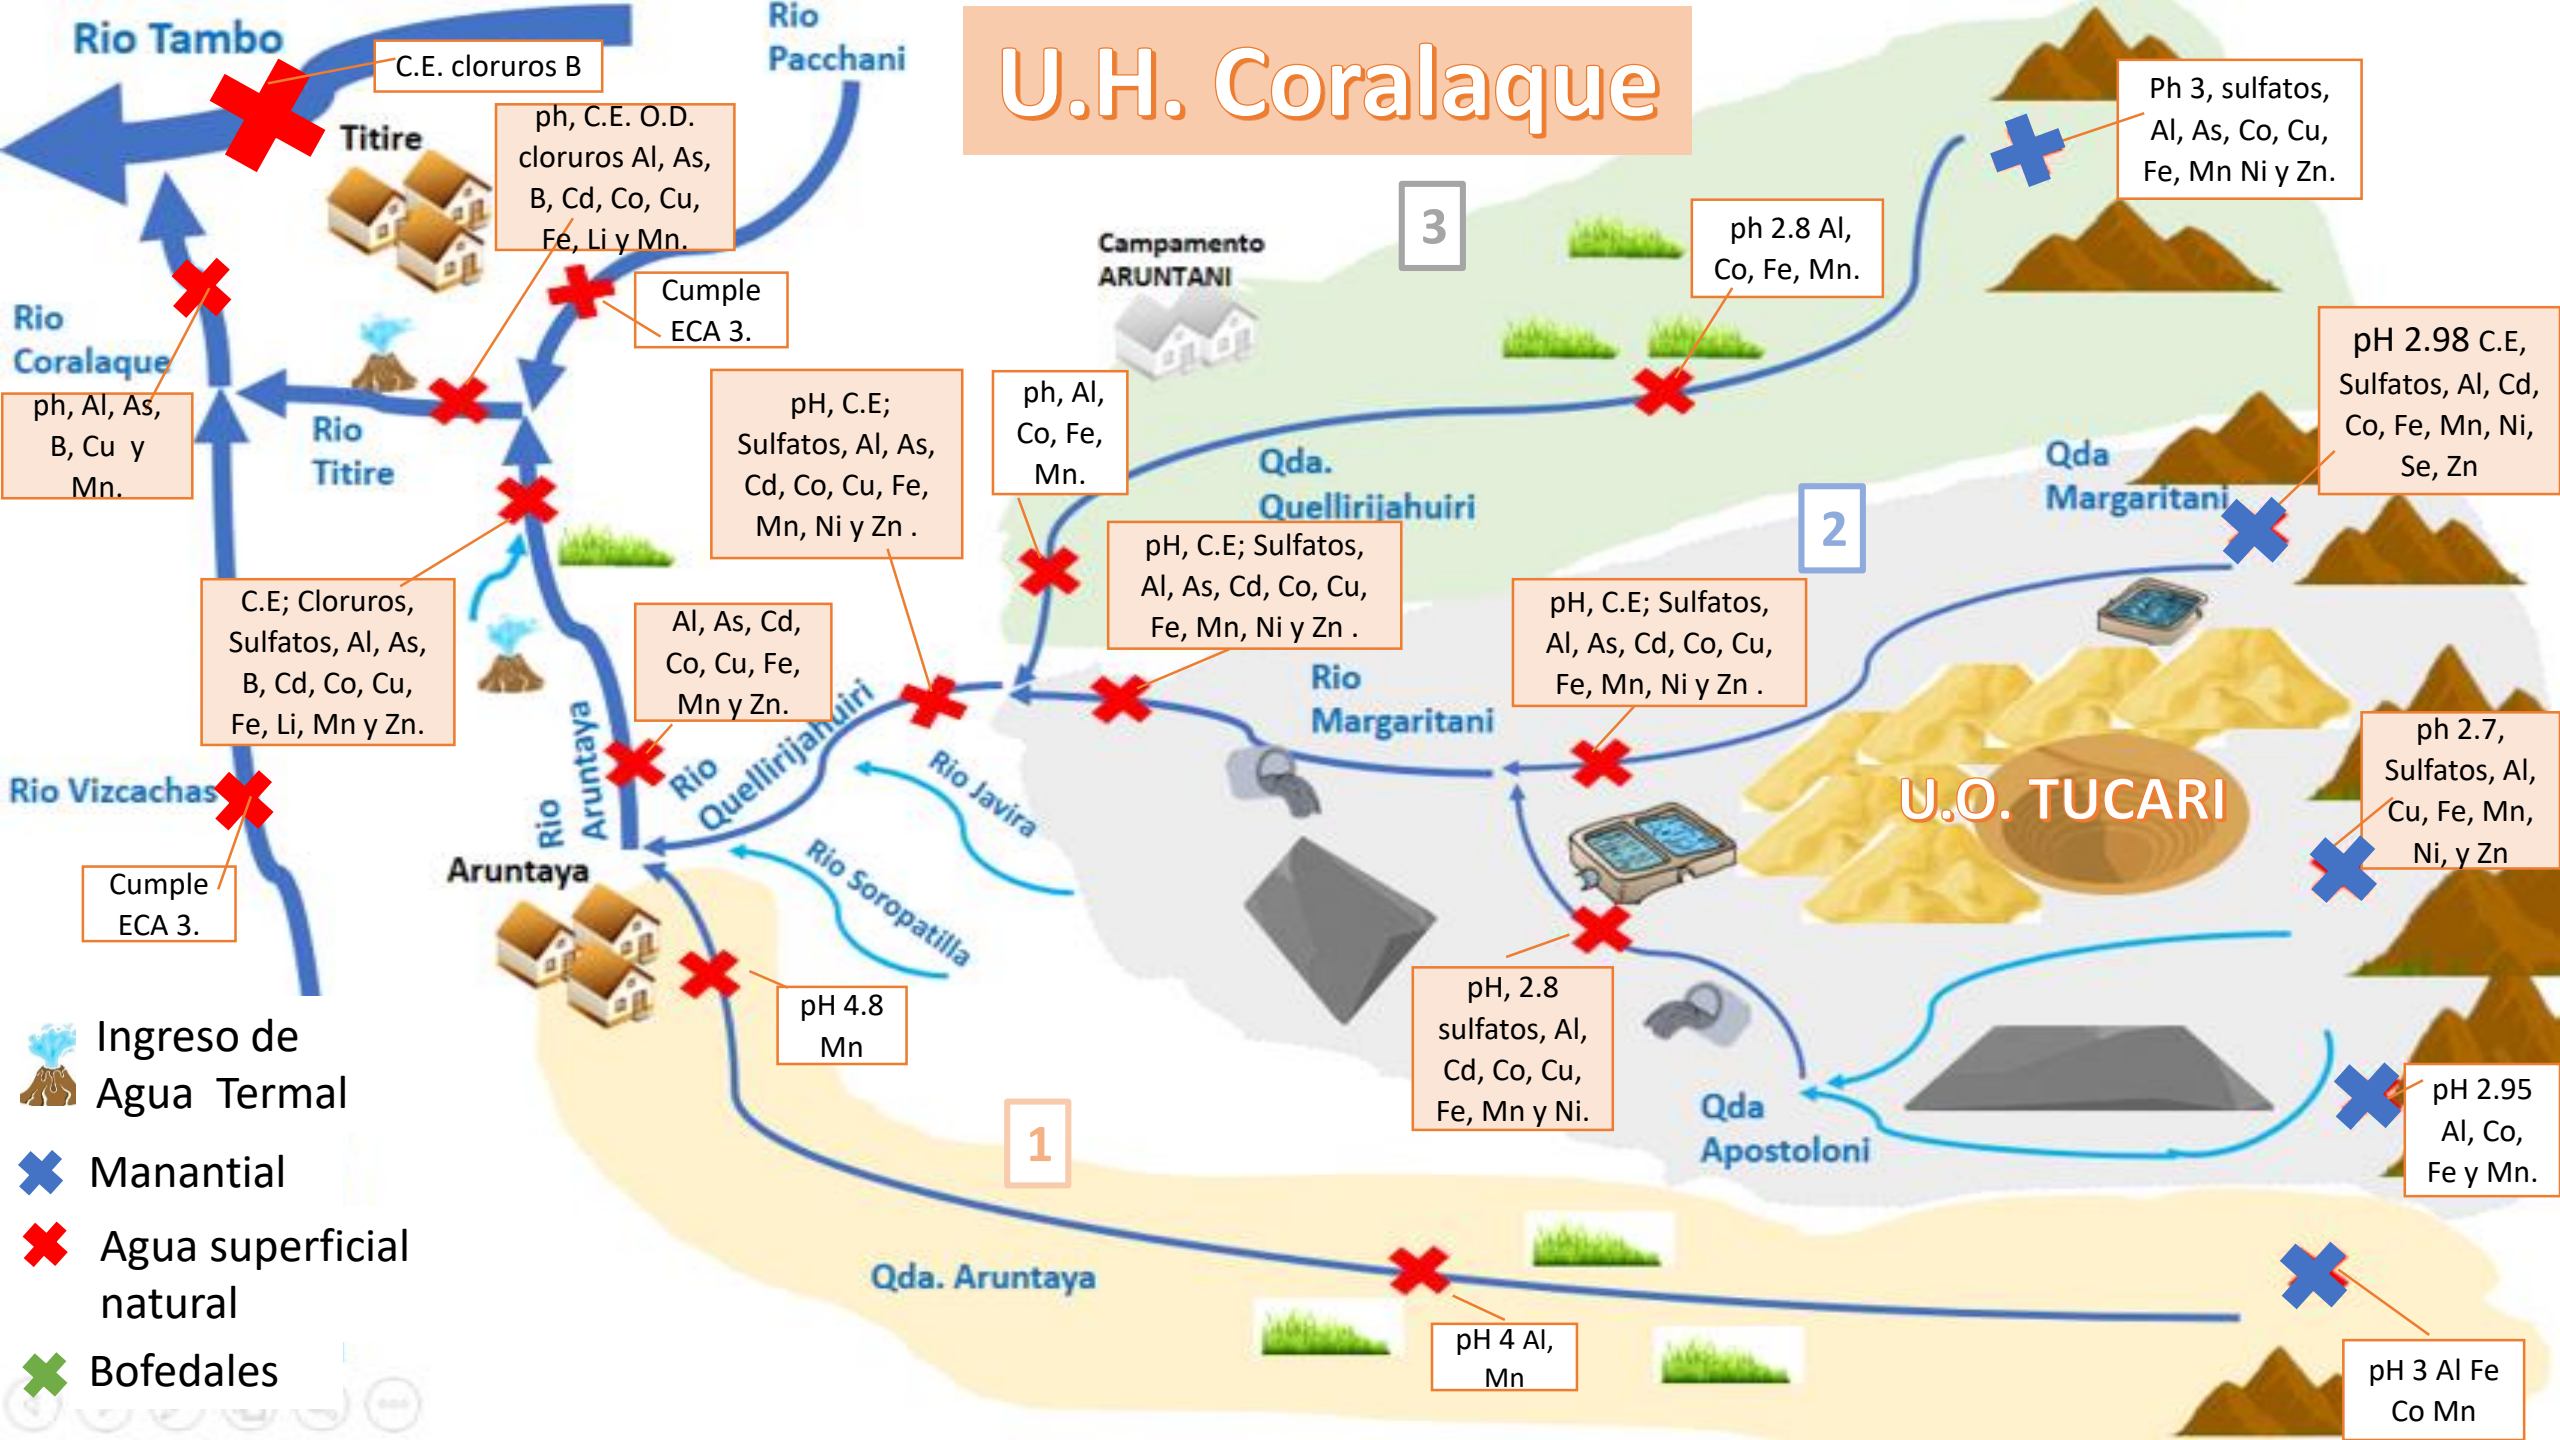 Rio Tambo
C.E. cloruros B
Rio
Pacchani
U.H. Coralaque
Titire
ph, C.E. O.D.
cloruros Al, As,
B, Cd, Co, Cu,
Fe, Li y Mn.
Ph 3, sulfatos,
Al, As, Co, Cu,
Fe, Mn Ni y Zn.
3
Campamento
ARUNTANI
ph 2.8 Al,
Co, Fe, Mn.
Cumple
ECA 3.
Rio
Coralaque
ph, Al, As,
B, Cu y
Mn.
Rio
Titire
pH, C.E;
Sulfatos, Al, As,
Cd, Co, Cu, Fe,
Mn, Ni y Zn .
ph, Al,
Co, Fe,
Mn.
Qda.
Quellirijahuiri
pH 2.98 C.E,
Sulfatos, Al, Cd,
Co, Fe, Mn, Ni,
Se, Zn
Qda
Margaritani
2
pH, C.E; Sulfatos,
Al, As, Cd, Co, Cu,
Fe, Mn, Ni y Zn .
pH, C.E; Sulfatos,
Al, As, Cd, Co, Cu,
Fe, Mn, Ni y Zn .
C.E; Cloruros,
Sulfatos, Al, As,
B, Cd, Co, Cu,
Fe, Li, Mn y Zn.
Al, As, Cd,
Co, Cu, Fe,
Mn y Zn.
Rio
Aruntaya
Rio
Quellirijahuiri
Rio
Margaritani
Rio Javira
Rio Soropatilla
U.O. TUCARI
ph 2.7,
Sulfatos, Al,
Cu, Fe, Mn,
Ni, y Zn
Rio Vizcachas
Cumple
ECA 3.
Aruntaya
pH 4.8
Mn
pH, 2.8
sulfatos, Al,
Cd, Co, Cu,
Fe, Mn y Ni.
Qda
Apostoloni
pH 2.95
Al, Co,
Fe y Mn.
1
Qda. Aruntaya
pH 4 Al,
Mn
pH 3 Al Fe
Co Mn
Ingreso de
Agua Termal
Manantial
Agua superficial
natural
Bofedales